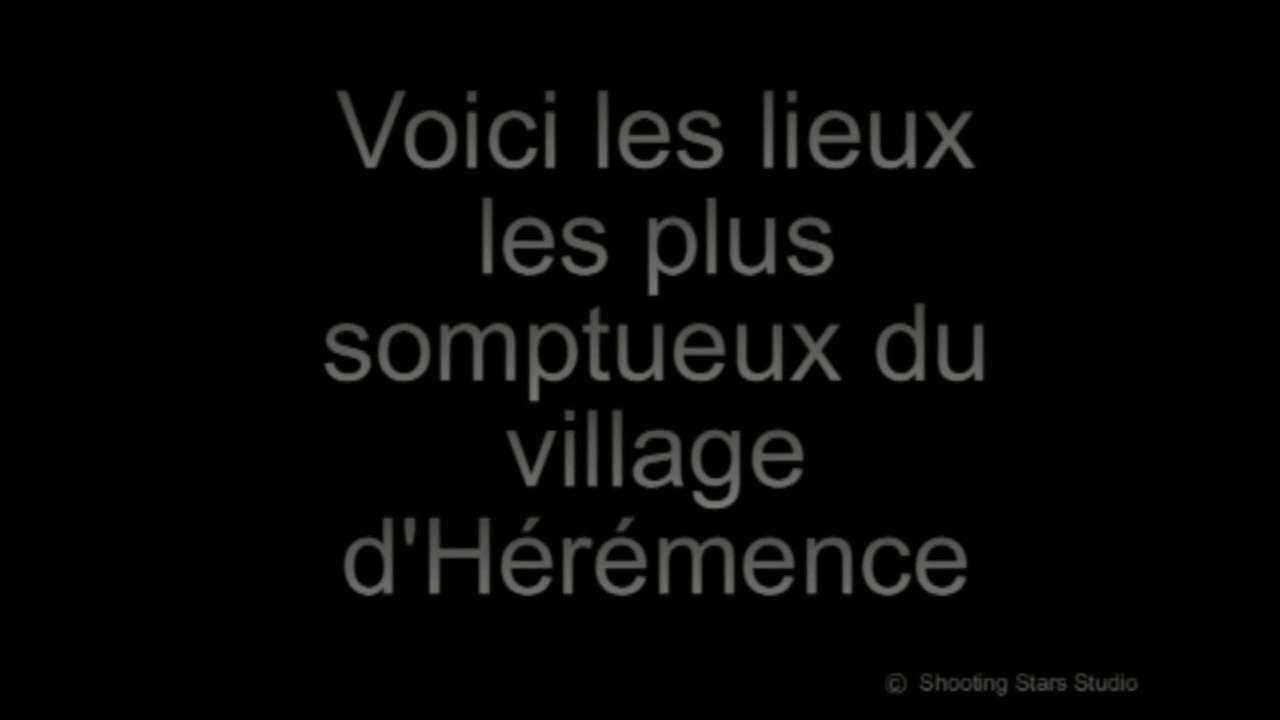 Voici les lieux
les plus
somptueux du
village
d'Hérémence
© Shooting Stars Studio